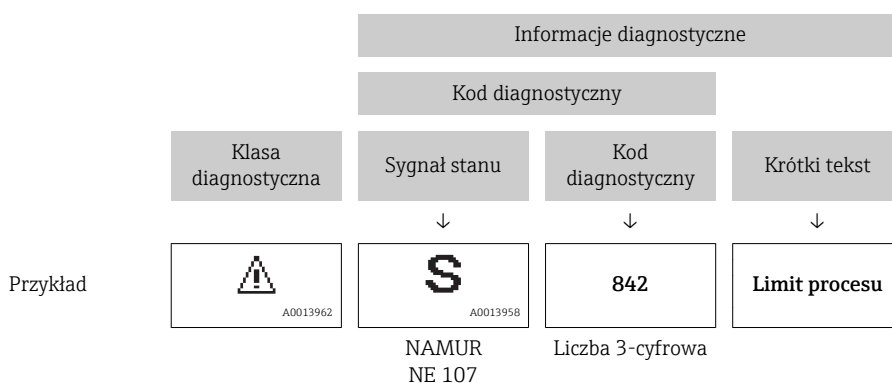 Informacje diagnostyczne
Kod diagnostyczny
Klasa
diagnostyczna
Sygnał stanu
Kod
diagnostyczny
Krótki tekst
↓ ↓ ↓
Przykład
A0013962
S
A0013958
842
Limit procesu
NAMUR
NE 107
Liczba 3-cyfrowa